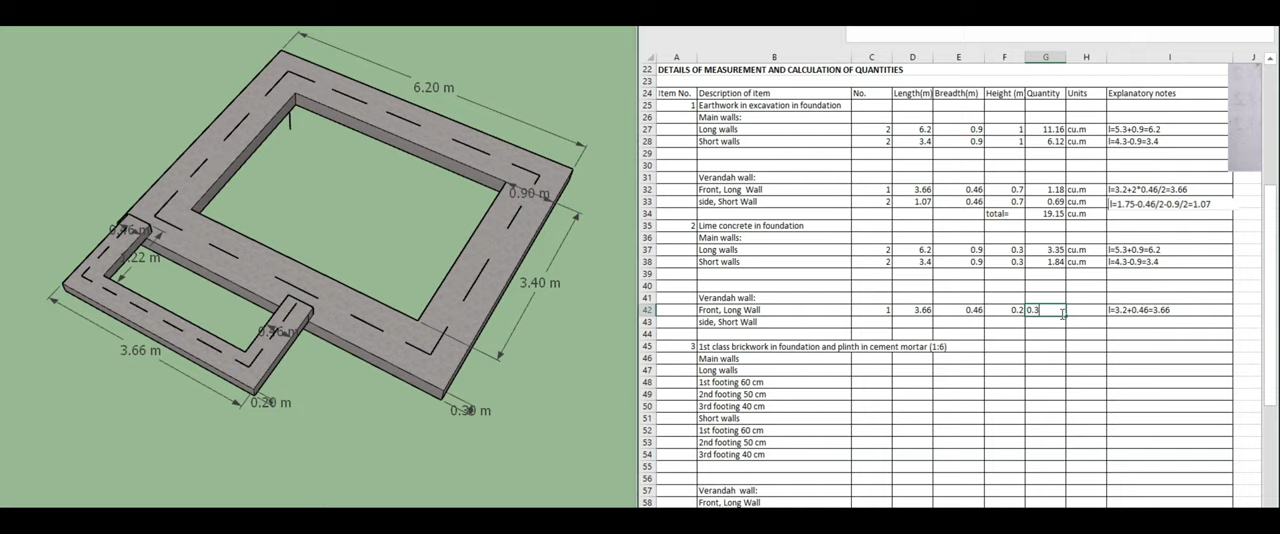 6.20 m
0.90 m
3.40 m
3.66 m
0.20 m
0.30 m
A B C D E F G H I J
22 DETAILS OF MEASUREMENT AND CALCULATION OF QUANTITIES
23
24 Item No. Description of item No. Length(m) Breadth(m) Height (m Quantity Units Explanatory notes
25 1 Earthwork in excavation in foundation
26 Main walls:
27 Long walls 2 6.2 0.9 1 11.16 cu.m l=5.3+0.9=6.2
28 Short walls 2 3.4 0.9 1 6.12 cu.m l=4.3-0.9=3.4
29
30
31 Verandah wall:
32 Front, Long Wall 1 3.66 0.46 0.7 1.18 cu.m l=3.2+2*0.46/2=3.66
33 side, Short Wall 2 1.07 0.46 0.7 0.69 cu.m l=1.75-0.46/2-0.9/2=1.07
34 total= 19.15 cu.m
35 2 Lime concrete in foundation
36 Main walls:
37 Long walls 2 6.2 0.9 0.3 3.35 cu.m l=5.3+0.9=6.2
38 Short walls 2 3.4 0.9 0.3 1.84 cu.m l=4.3-0.9=3.4
39
40
41 Verandah wall:
42 Front, Long Wall 1 3.66 0.46 0.2 0.3 l=3.2+0.46=3.66
43 side, Short Wall
44
45 3 1st class brickwork in foundation and plinth in cement mortar (1:6)
46 Main walls
47 Long walls
48 1st footing 60 cm
49 2nd footing 50 cm
50 3rd footing 40 cm
51 Short walls
52 1st footing 60 cm
53 2nd footing 50 cm
54 3rd footing 40 cm
55
56
57 Verandah wall:
58 Front, Long Wall